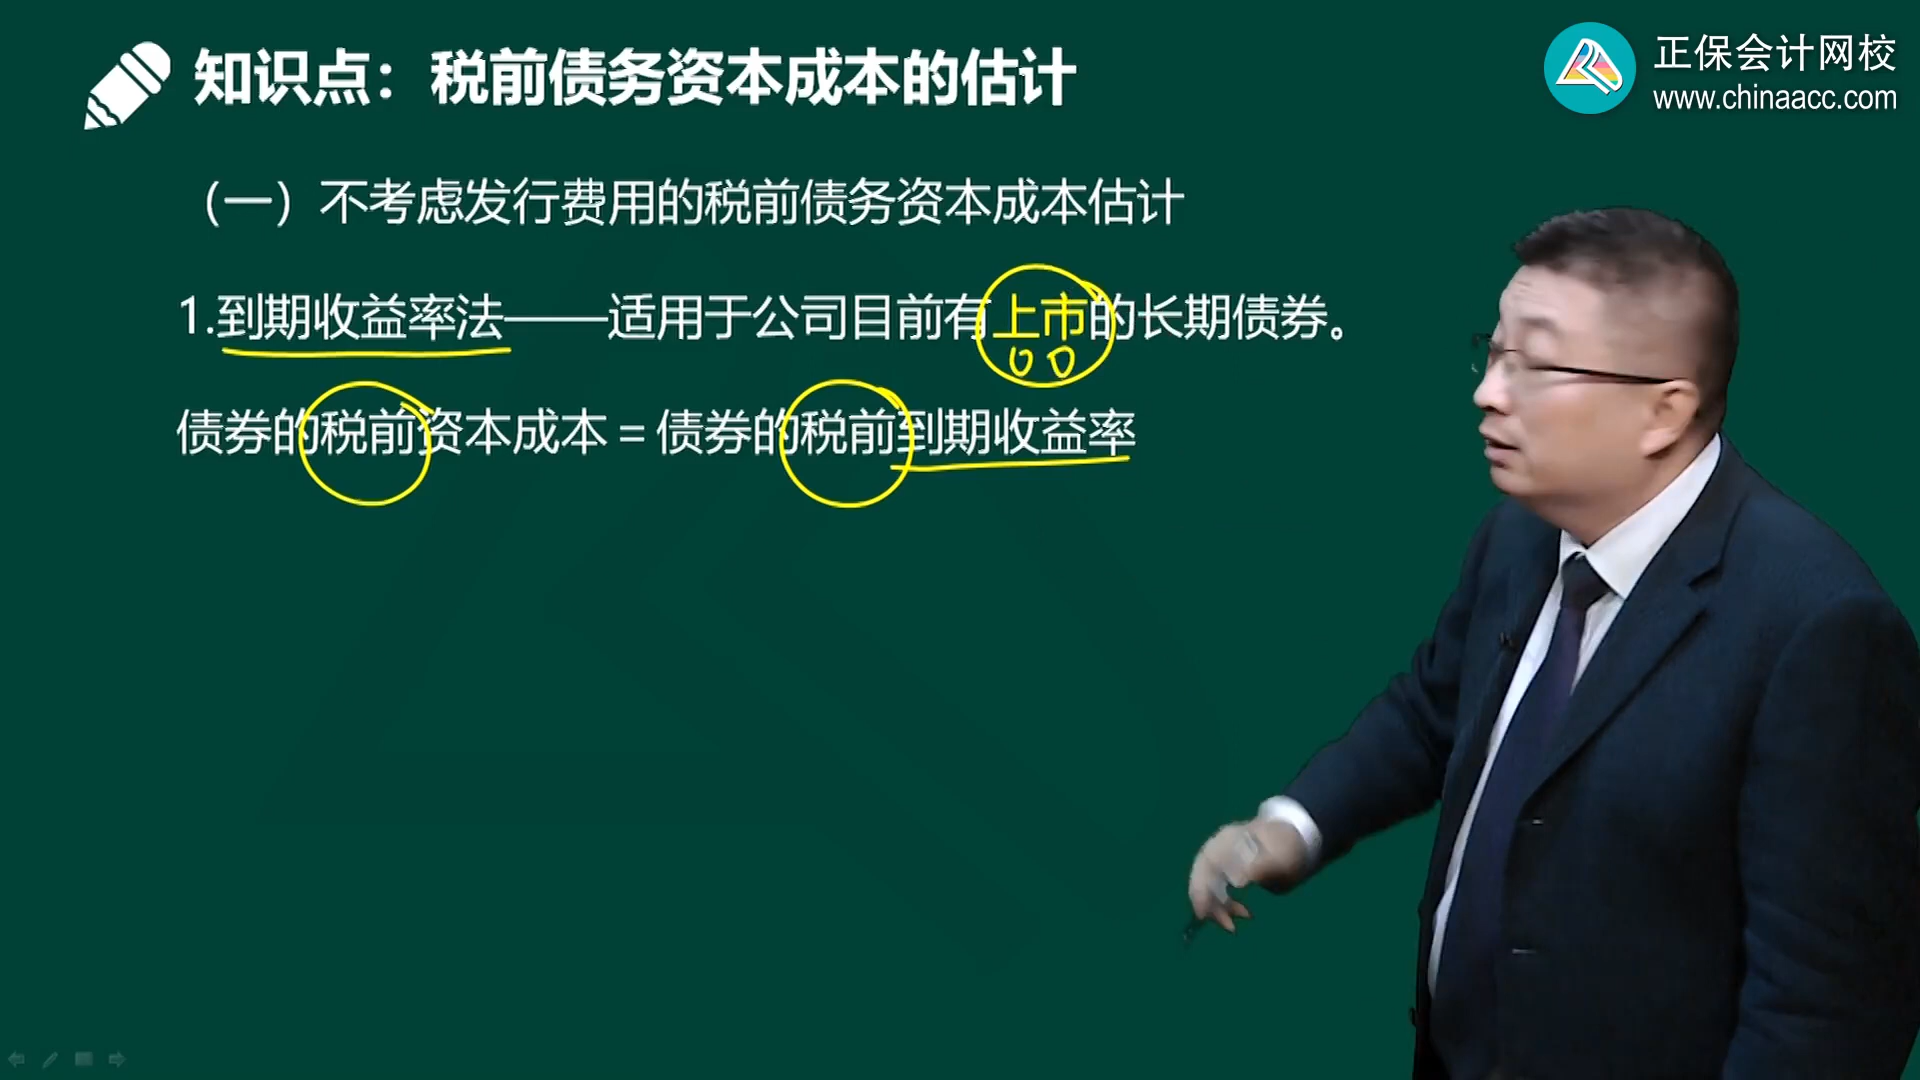 知识点：税前债务资本成本的估计
正保会计网校
www.chinaacc.com
（一）不考虑发行费用的税前债务资本成本估计
1.到期收益率法——适用于公司目前有上市的长期债券。
债券的税前资本成本＝债券的税前到期收益率